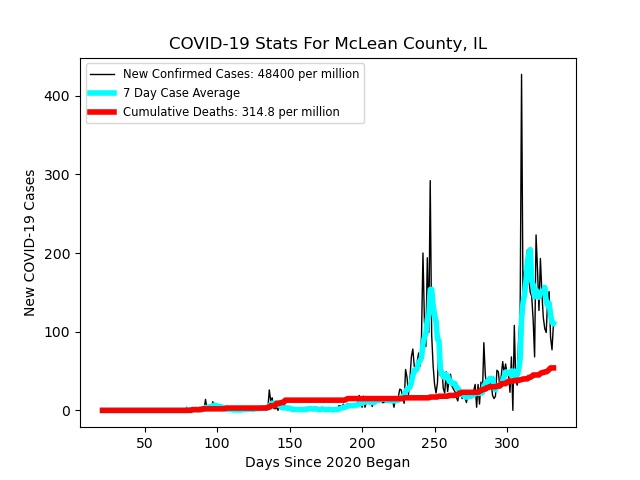 COVID-19 Stats For McLean County, IL
New Confirmed Cases: 48400 per million
7 Day Case Average
Cumulative Deaths: 314.8 per million
New COVID-19 Cases
400
300
200
100
0
50 100 150 200 250 300
Days Since 2020 Began